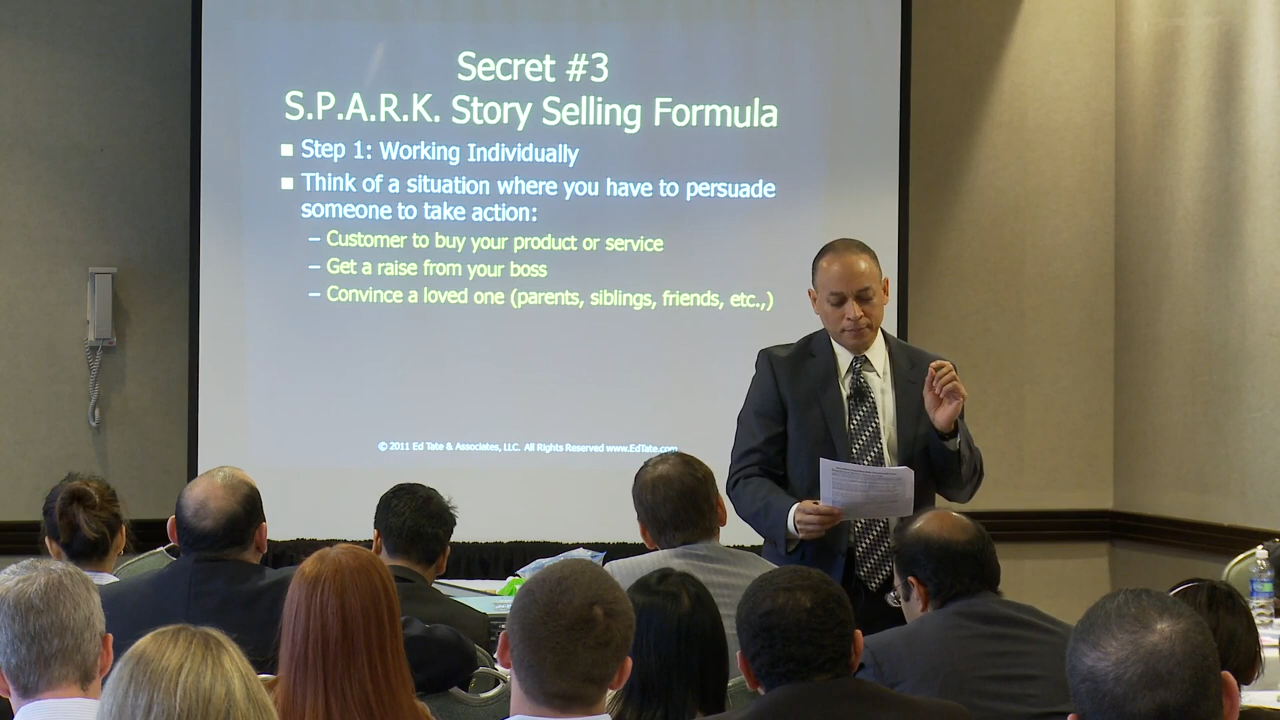 Secret #3
S.P.A.R.K. Story Selling Formula
Step 1: Working Individually
Think of a situation where you have to persuade
someone to take action:
– Customer to buy your product or service
– Get a raise from your boss
– Convince a loved one (parents, siblings, friends, etc.,)
© 2011 Ed Tate & Associates, LLC. All Rights Reserved www.EdTate.com